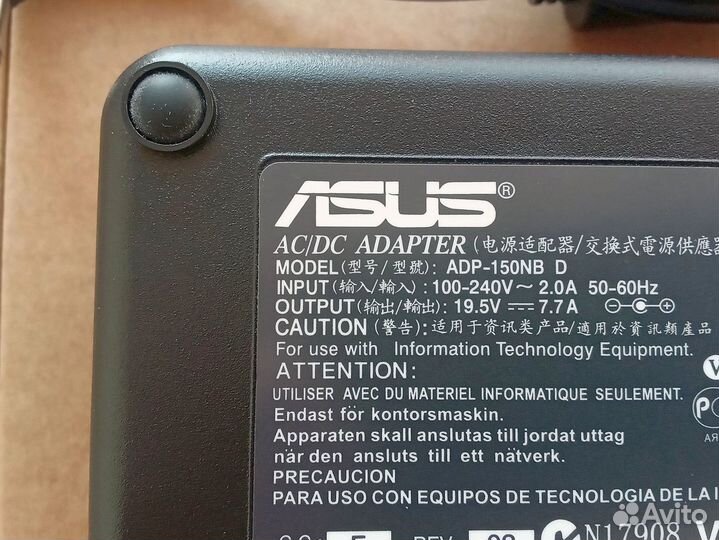 ASUS®
AC/DC ADAPTER (电源适配器/交換式電源供應器
MODEL(型号/型號): ADP-150NB D
INPUT(输入/輸入): 100-240V~ 2.0A 50-60Hz
OUTPUT(输出/輸出): 19.5V⎓7.7A
CAUTION (警告): 适用于资讯类产品/適用於資訊類產品
For use with Information Technology Equipment.
ATTENTION:
UTILISER AVEC DU MATERIEL INFORMATIQUE SEULEMENT.
Endast för kontorsmaskin.
Apparaten skall anslutas till jordat uttag
när den ansluts till ett nätverk.
PRECAUCION
PARA USO CON EQUIPOS DE TECNOLOGIA DE LA I
N17908
Avito